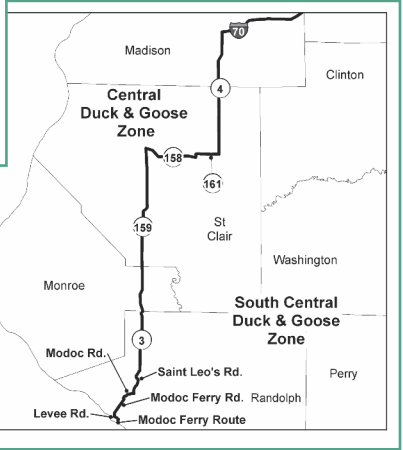 70
Madison
Clinton
Central
Duck & Goose
Zone
4
158
161
St
Clair
159
Washington
Monroe
South Central
Duck & Goose
Zone
3
Modoc Rd.
Saint Leo's Rd.
Perry
Modoc Ferry Rd.
Randolph
Levee Rd.
Modoc Ferry Route